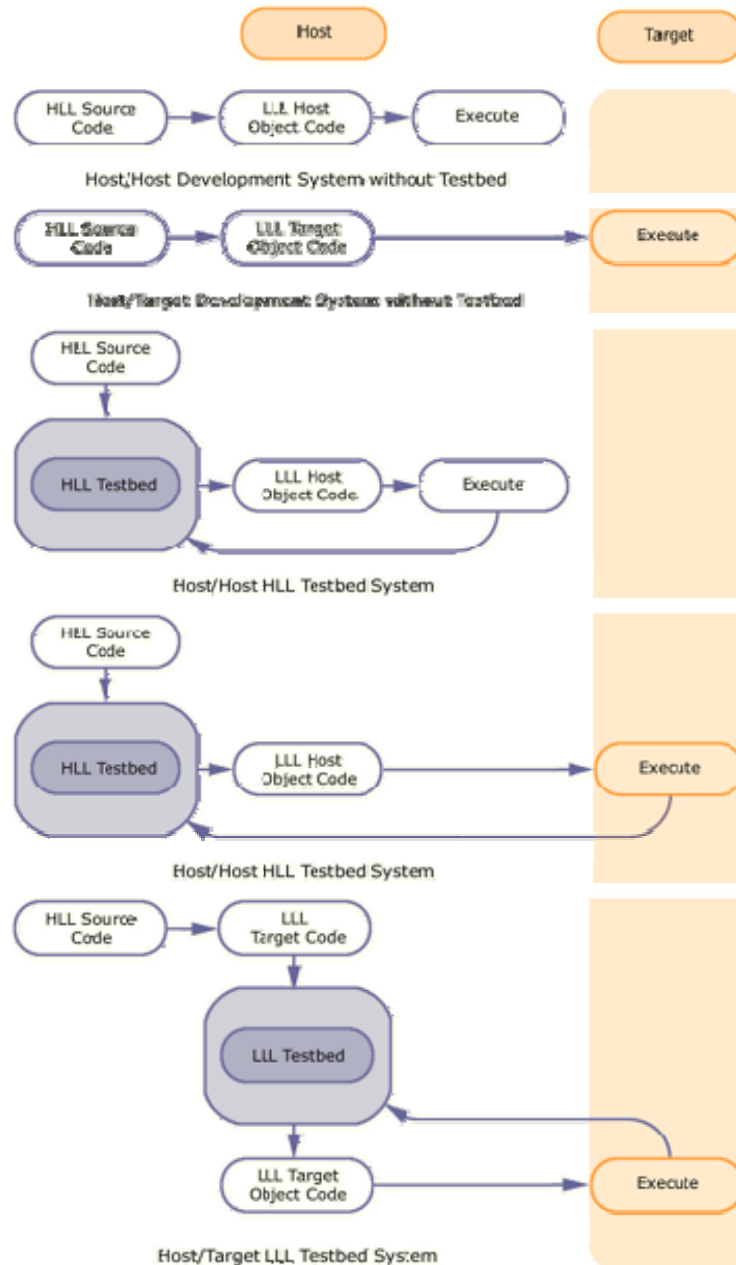 Host
Target
HLL Source
Code
LLL Host
Object Code
Execute
Host/Host Development System without Testbed
HLL Source
Code
LLL Target
Object Code
Execute
Host/Target Development System without Testbed
HLL Source
Code
HLL Testbed
LLL Host
Object Code
Execute
Host/Host HLL Testbed System
HLL Source
Code
HLL Testbed
LLL Host
Object Code
Execute
Host/Host HLL Testbed System
HLL Source
Code
LLL
Target Code
LLL Testbed
LLL Target
Object Code
Execute
Host/Target LLL Testbed System